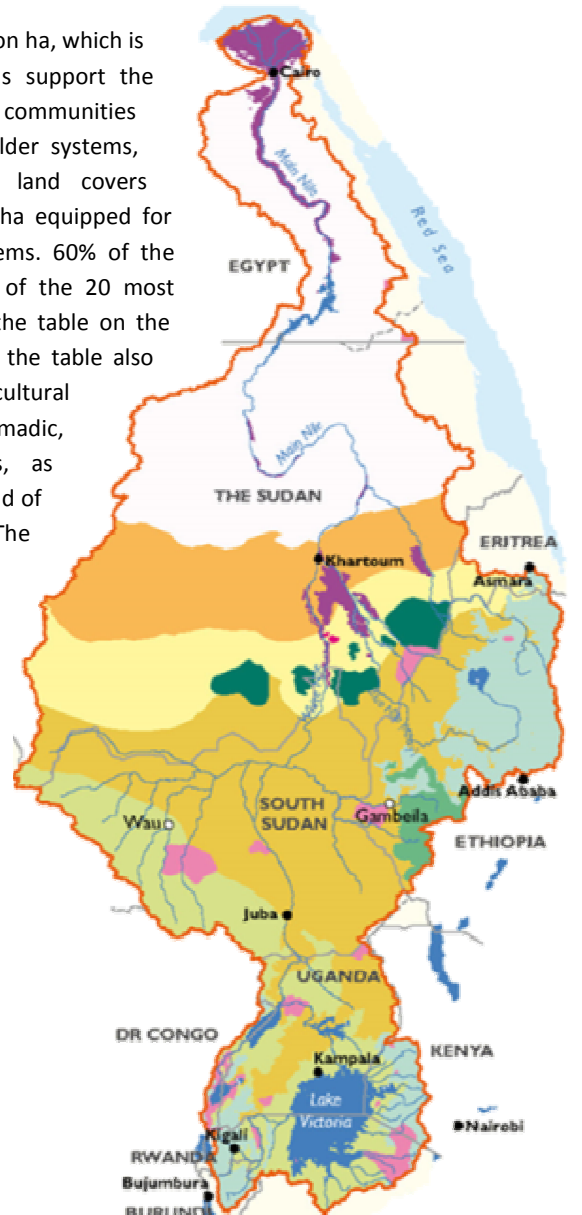 on ha, which is
s support the
communities
lder systems,
land covers
ha equipped for
ems. 60% of the
of the 20 most
the table on the
the table also
cultural
madic,
s, as
d of
The
Cairo
Main Nile
Red Sea
EGYPT
Main Nile
THE SUDAN
Khartoum
ERITREA
Asmara
Addis Ababa
SOUTH
SUDAN
Wau
Gambeila
ETHIOPIA
Juba
UGANDA
DR CONGO
KENYA
Kampala
Lake
Victoria
Nairobi
Kigali
RWANDA
Bujumbura
BURUNDI